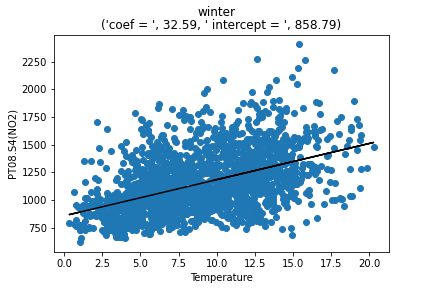 winter
('coef = ', 32.59, ' intercept = ', 858.79)
PT08.S4(NO2)
2250
2000
1750
1500
1250
1000
750
0.0 2.5 5.0 7.5 10.0 12.5 15.0 17.5 20.0
Temperature